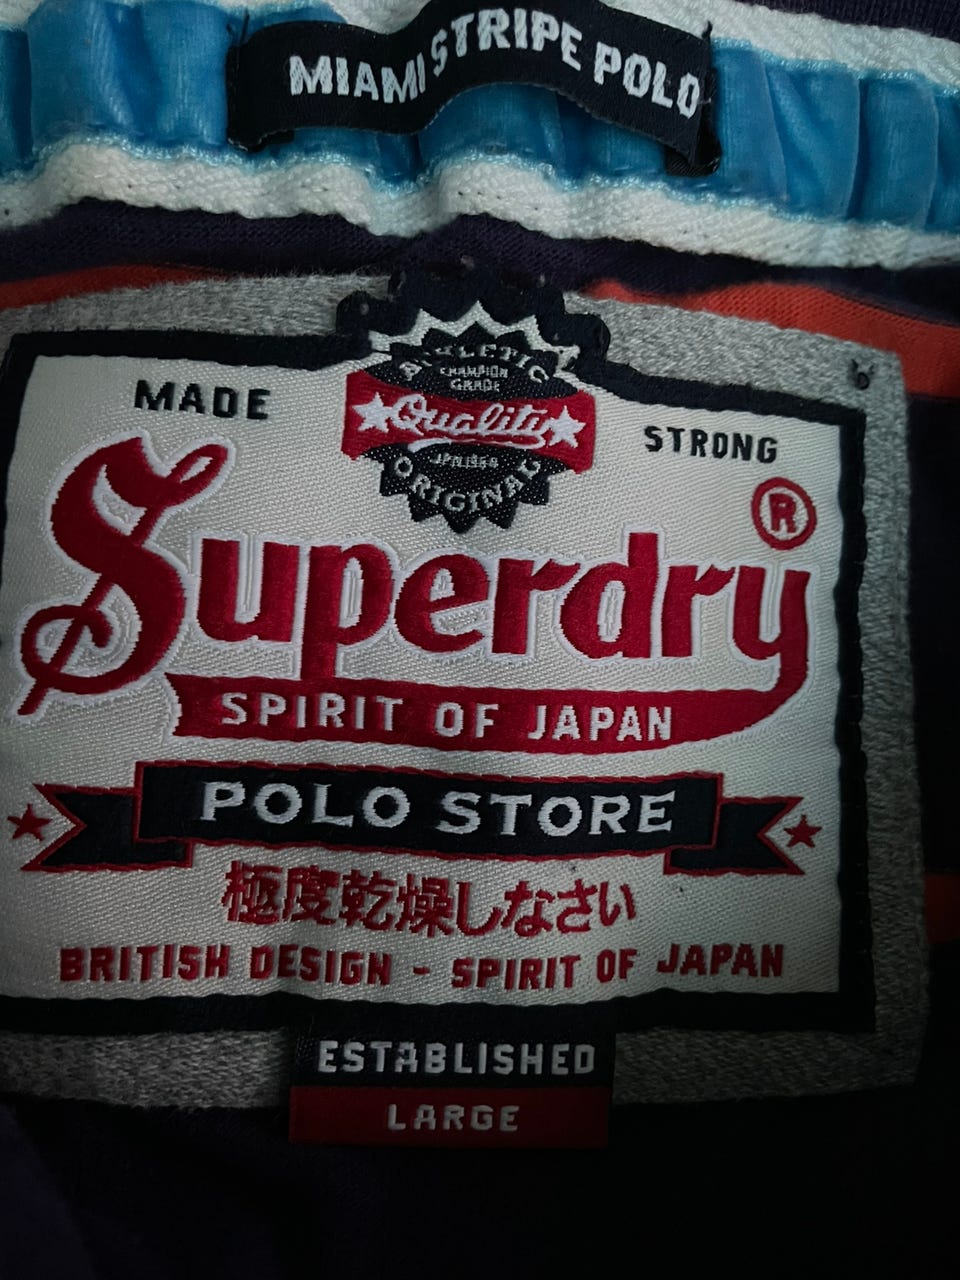 MIAMI STRIPE POLO
ATHLETIC
CHAMPION
GRADE
Quality
ORIGINAL
MADE
STRONG
Superdry®
SPIRIT OF JAPAN
POLO STORE
極度乾燥しなさい
BRITISH DESIGN - SPIRIT OF JAPAN
ESTABLISHED
LARGE